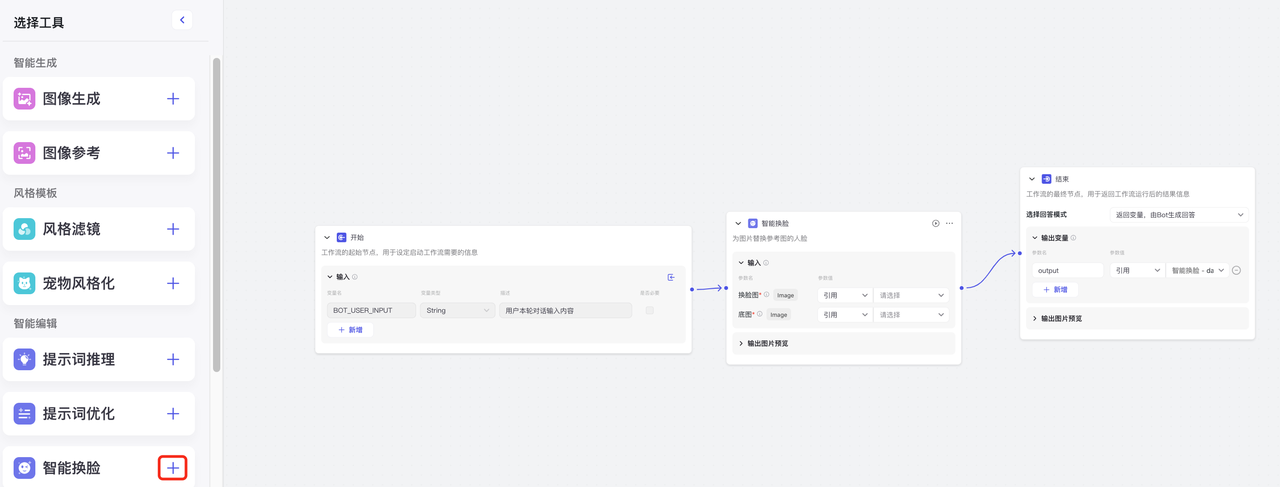 选择工具
智能生成
图像生成
图像参考
风格模板
风格滤镜
宠物风格化
智能编辑
提示词推理
提示词优化
智能换脸
开始
工作流的起始节点，用于设定启动工作流需要的信息
输入
变量名 变量类型 描述 是否必要
BOT_USER_INPUT String 用户本轮对话输入内容
新增
智能换脸
为图片替换参考图的人脸
输入
参数名 参数值
换脸图* Image 引用 请选择
底图* Image 引用 请选择
输出图片预览
结束
工作流的最终节点，用于返回工作流运行后的结果信息
选择回答模式 返回变量，由Bot生成回答
输出变量
参数名 参数值
output 引用 智能换脸 - da
新增
输出图片预览